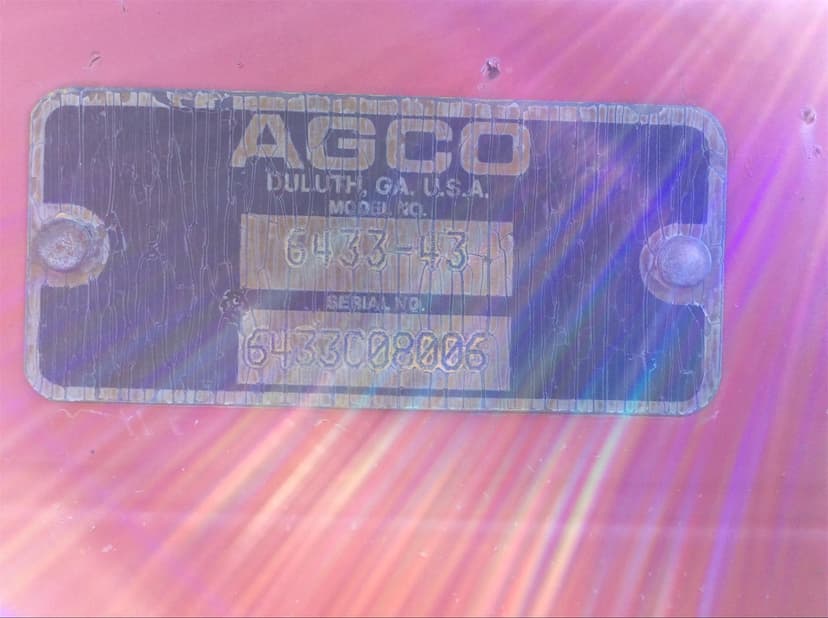 AGCO
DULUTH, GA. U.S.A.
MODEL NO.
6433-43
SERIAL NO.
6433C08006